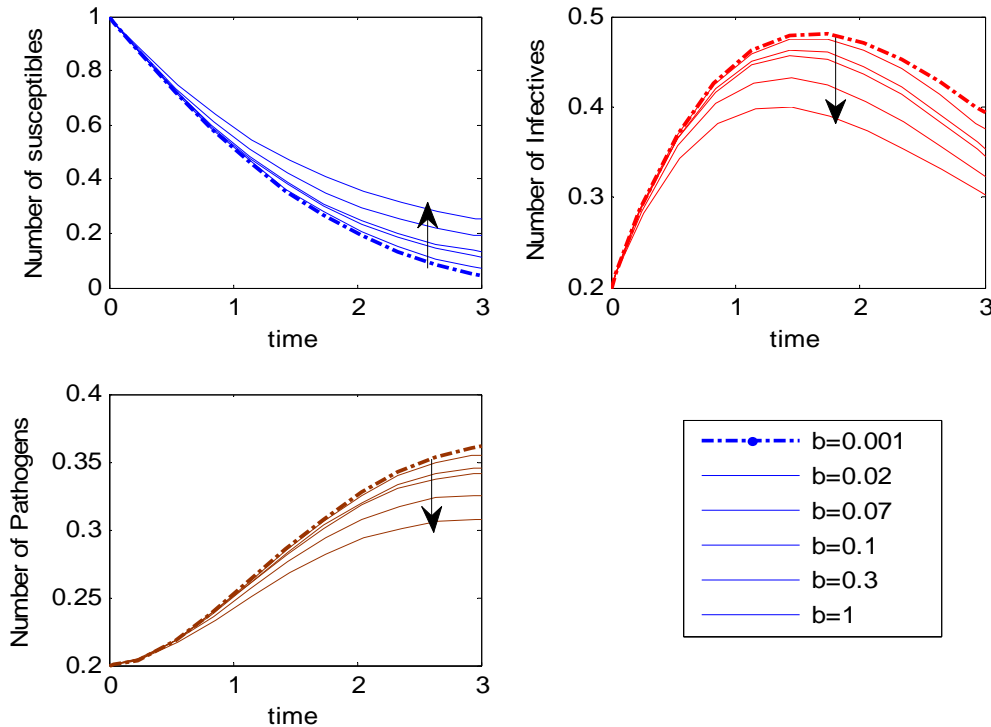 1
0.8
0.6
0.4
0.2
0
0
1
2
3
time
Number of susceptibles
0.5
0.4
0.3
0.2
0
1
2
3
time
Number of Infectives
0.4
0.35
0.3
0.25
0.2
0
1
2
3
time
Number of Pathogens
b=0.001
b=0.02
b=0.07
b=0.1
b=0.3
b=1